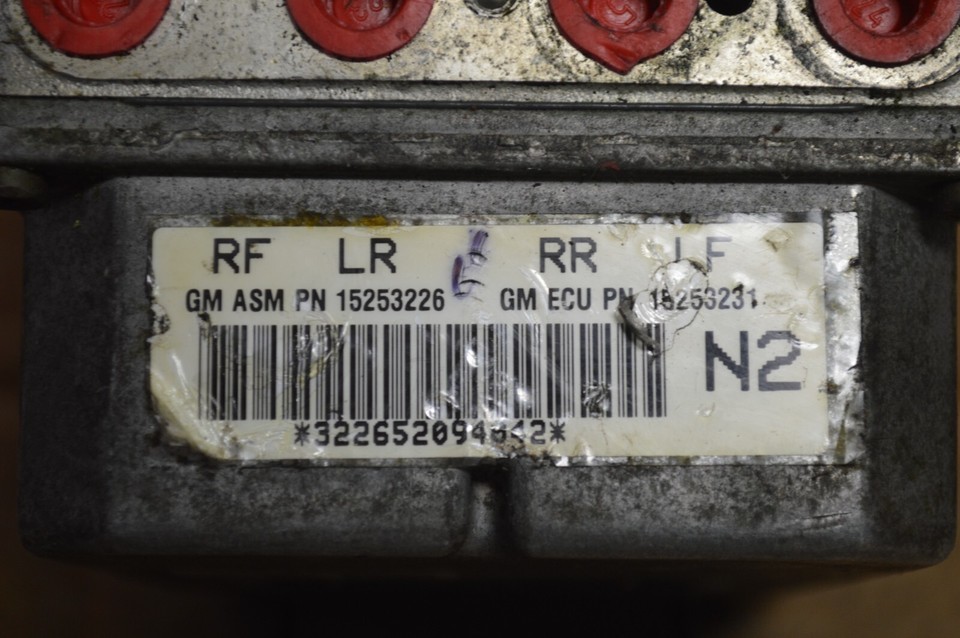 RF LR RR LF
GM ASM PN 15253226 GM ECU PN 15253231
N2